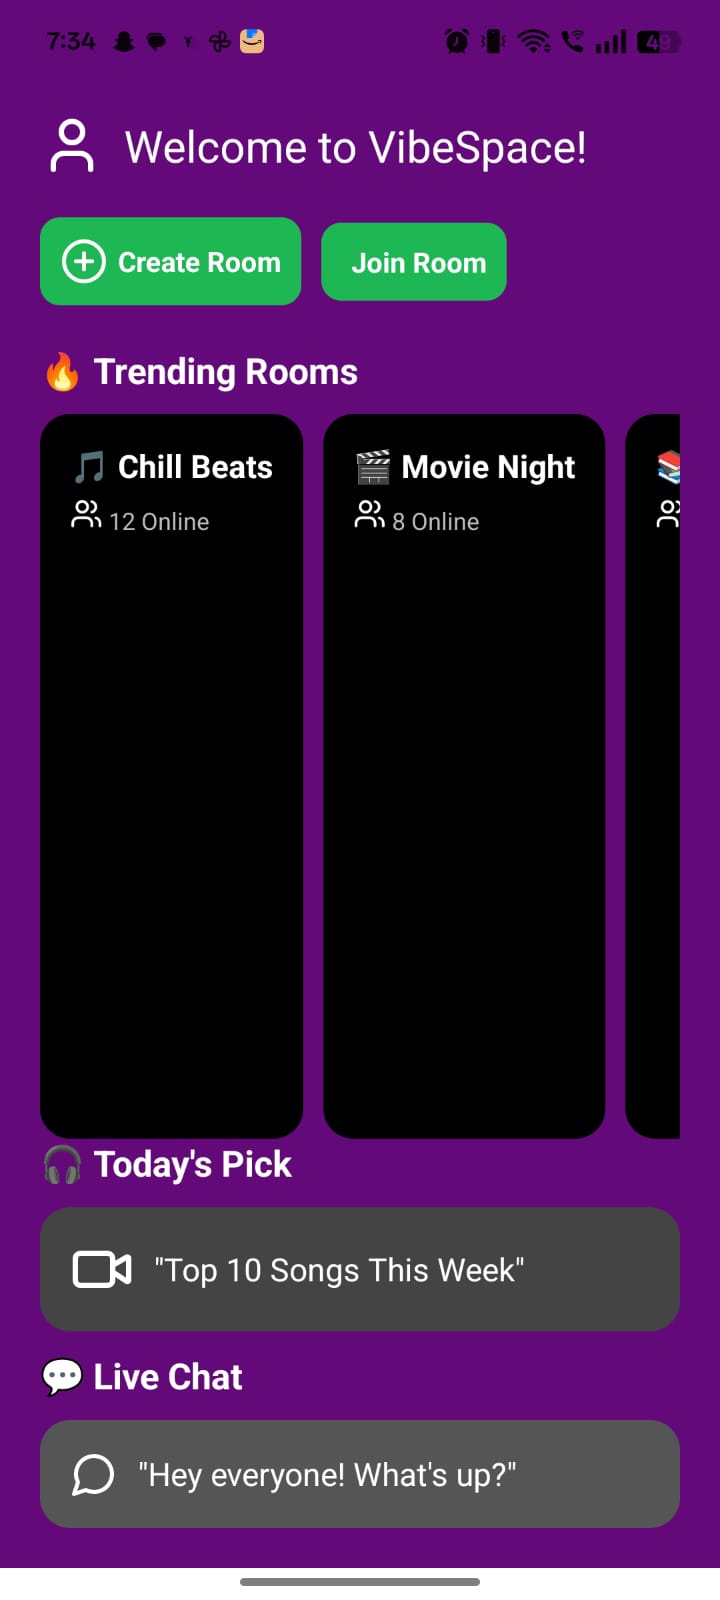 7:34 49
Welcome to VibeSpace!
Create Room Join Room
🔥 Trending Rooms
🎵 Chill Beats 🎬 Movie Night 📚
12 Online 8 Online
🎧 Today's Pick
"Top 10 Songs This Week"
💬 Live Chat
"Hey everyone! What's up?"